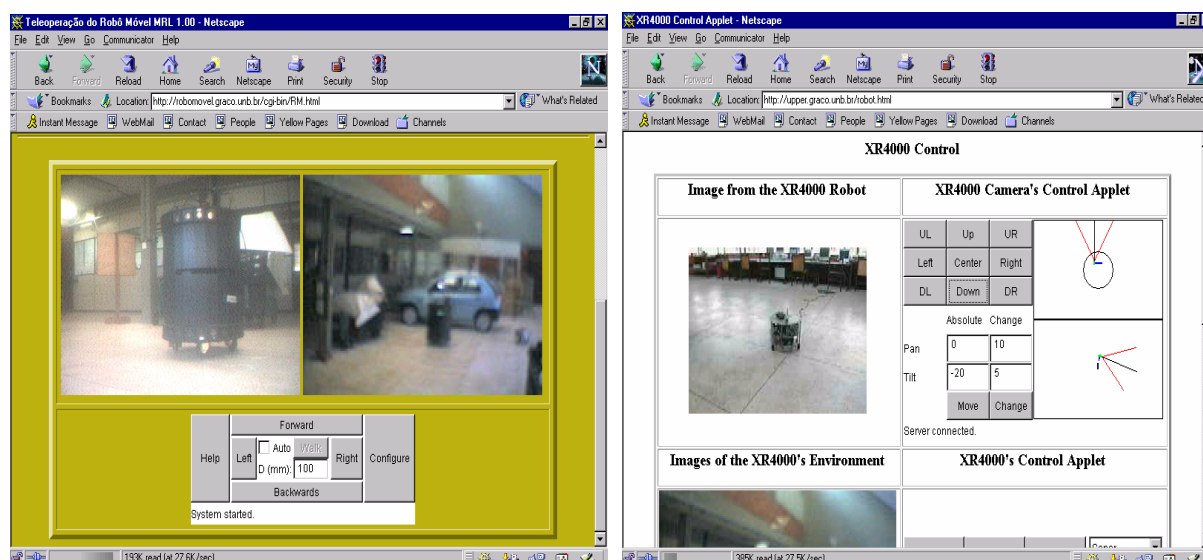 Teleoperação do Robô Móvel MRL 1.00 - Netscape
File Edit View Go Communicator Help
Back Forward Reload Home Search Netscape Print Security Stop
Bookmarks Location: http://robomovel.graco.unb.br/cgi-bin/RM.html What's Related
Instant Message WebMail Contact People Yellow Pages Download Channels
Forward
Help Left Auto Walk Right Configure
D (mm): 100
Backwards
System started.
193K read (at 27.6K/sec)
XR4000 Control Applet - Netscape
File Edit View Go Communicator Help
Back Forward Reload Home Search Netscape Print Security Stop
Bookmarks Location: http://upper.graco.unb.br/robot.html What's Related
Instant Message WebMail Contact People Yellow Pages Download Channels
XR4000 Control
Image from the XR4000 Robot XR4000 Camera's Control Applet
UL Up UR
Left Center Right
DL Down DR
Absolute Change
Pan 0 10
Tilt -20 5
Move Change
Server connected.
Images of the XR4000's Environment XR4000's Control Applet
385K read (at 27.5K/sec)